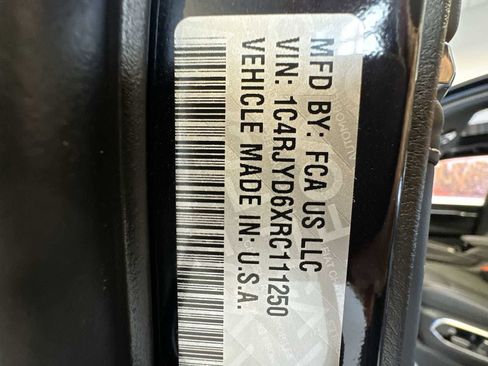 MFD BY: FCA US LLC
VIN: 1C4RJYD6XRC111250
VEHICLE MADE IN: U.S.A.